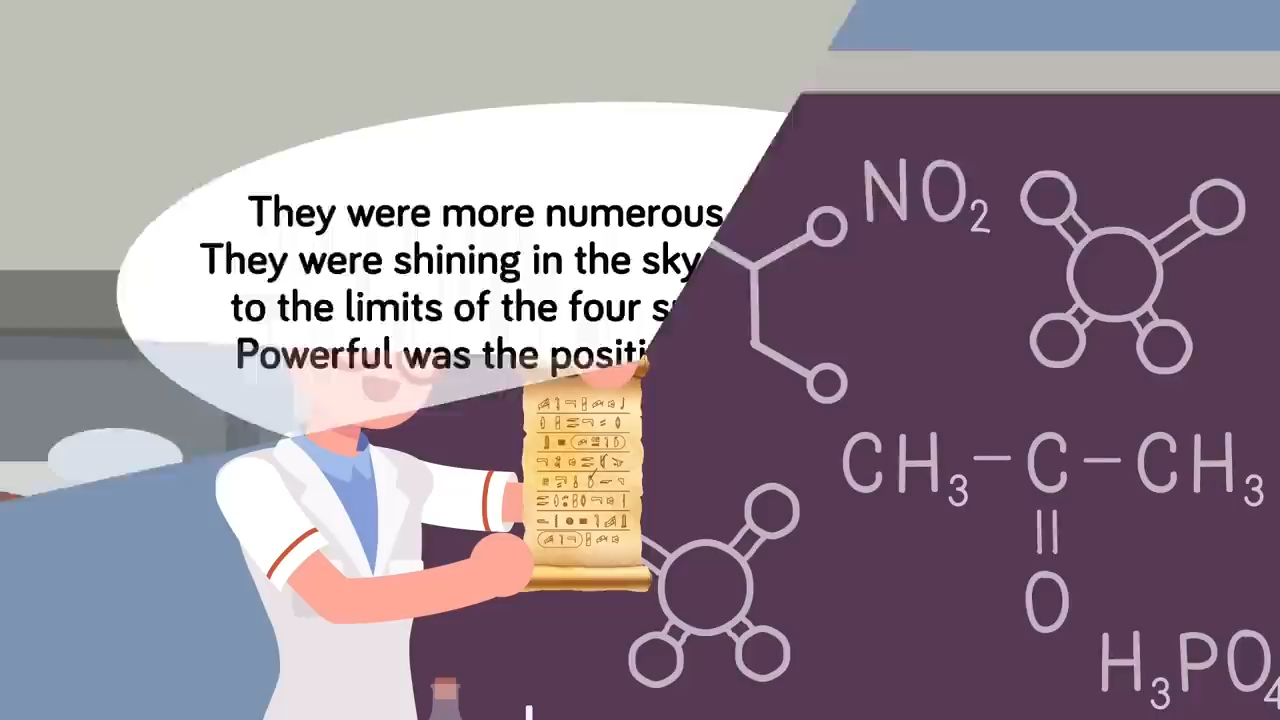 They were more numerous
They were shining in the sky
to the limits of the four
Powerful was the
NO2
CH3-C-CH3
||
O
H3PO4